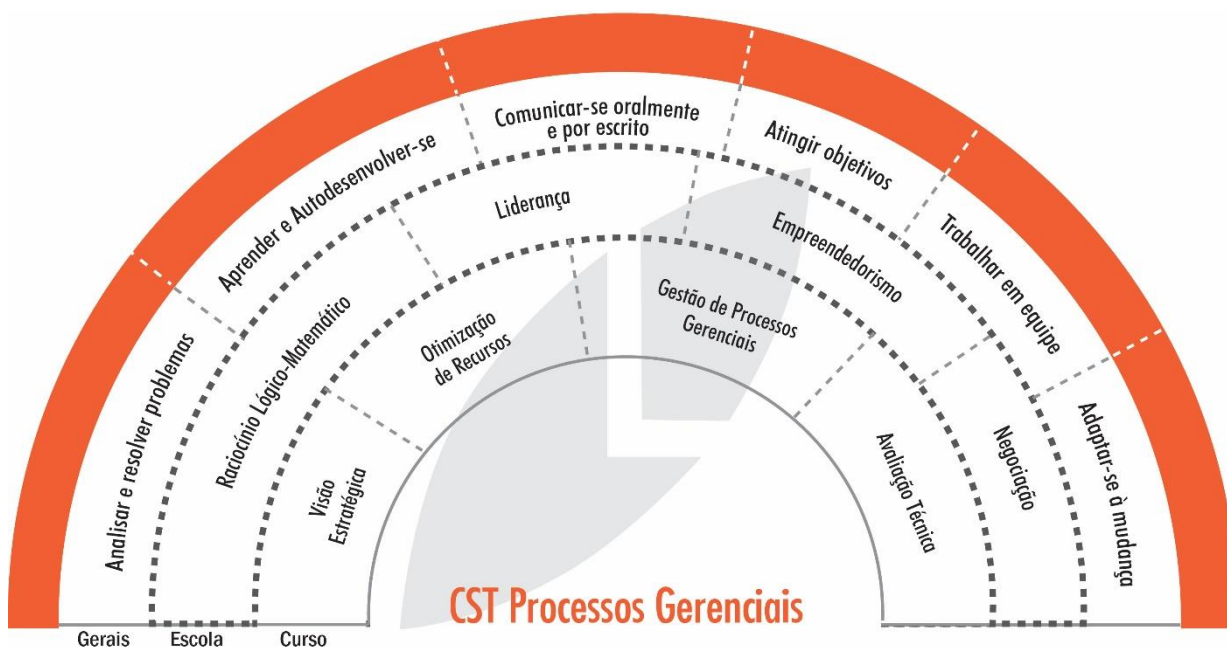 Analisar e resolver problemas
Aprender e Autodesenvolver-se
Comunicar-se oralmente
e por escrito
Atingir objetivos
Trabalhar em equipe
Adaptar-se à mudança
Raciocínio Lógico-Matemático
Liderança
Empreendedorismo
Negociação
Visão
Estratégica
Otimização
de Recursos
Gestão de Processos
Gerenciais
Avaliação Técnica
CST Processos Gerenciais
Gerais
Escola
Curso